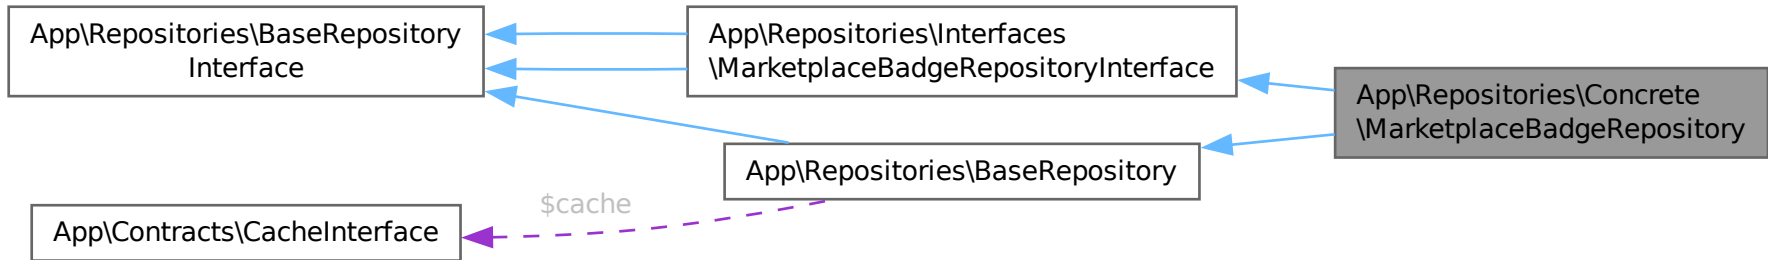 App\Repositories\BaseRepository
Interface
App\Repositories\Interfaces
\MarketplaceBadgeRepositoryInterface
App\Repositories\Concrete
\MarketplaceBadgeRepository
App\Repositories\BaseRepository
$cache
App\Contracts\CacheInterface